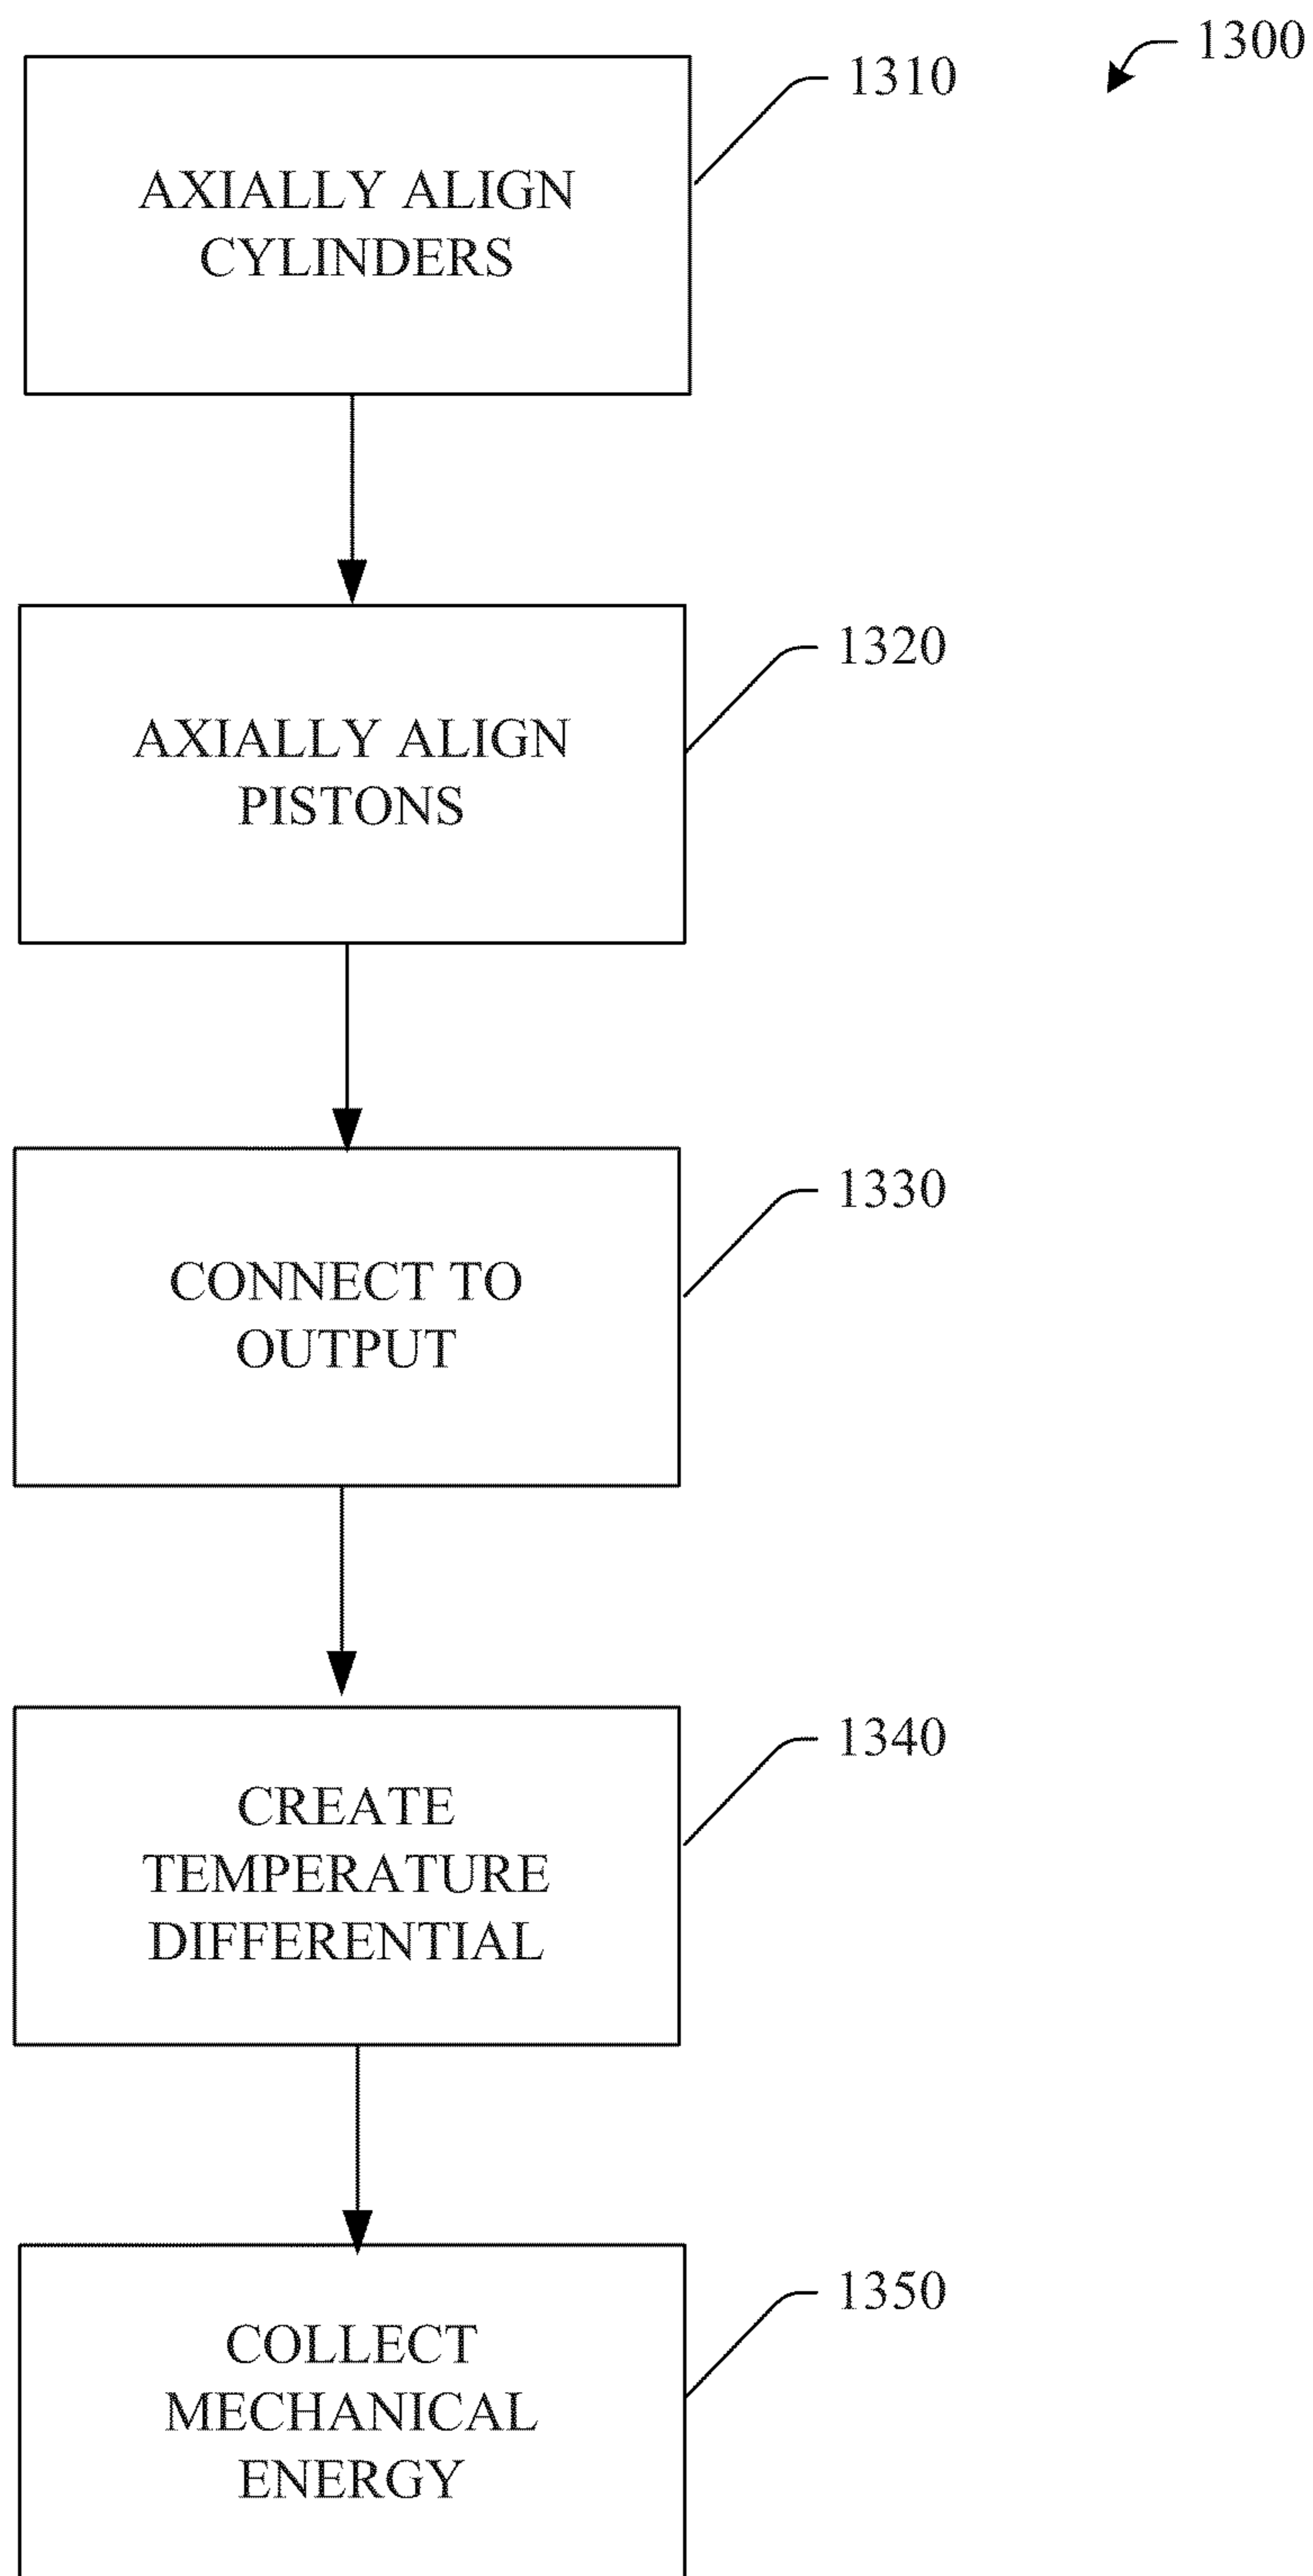 1300
1310
AXIALLY ALIGN
CYLINDERS
1320
AXIALLY ALIGN
PISTONS
1330
CONNECT TO
OUTPUT
1340
CREATE
TEMPERATURE
DIFFERENTIAL
1350
COLLECT
MECHANICAL
ENERGY